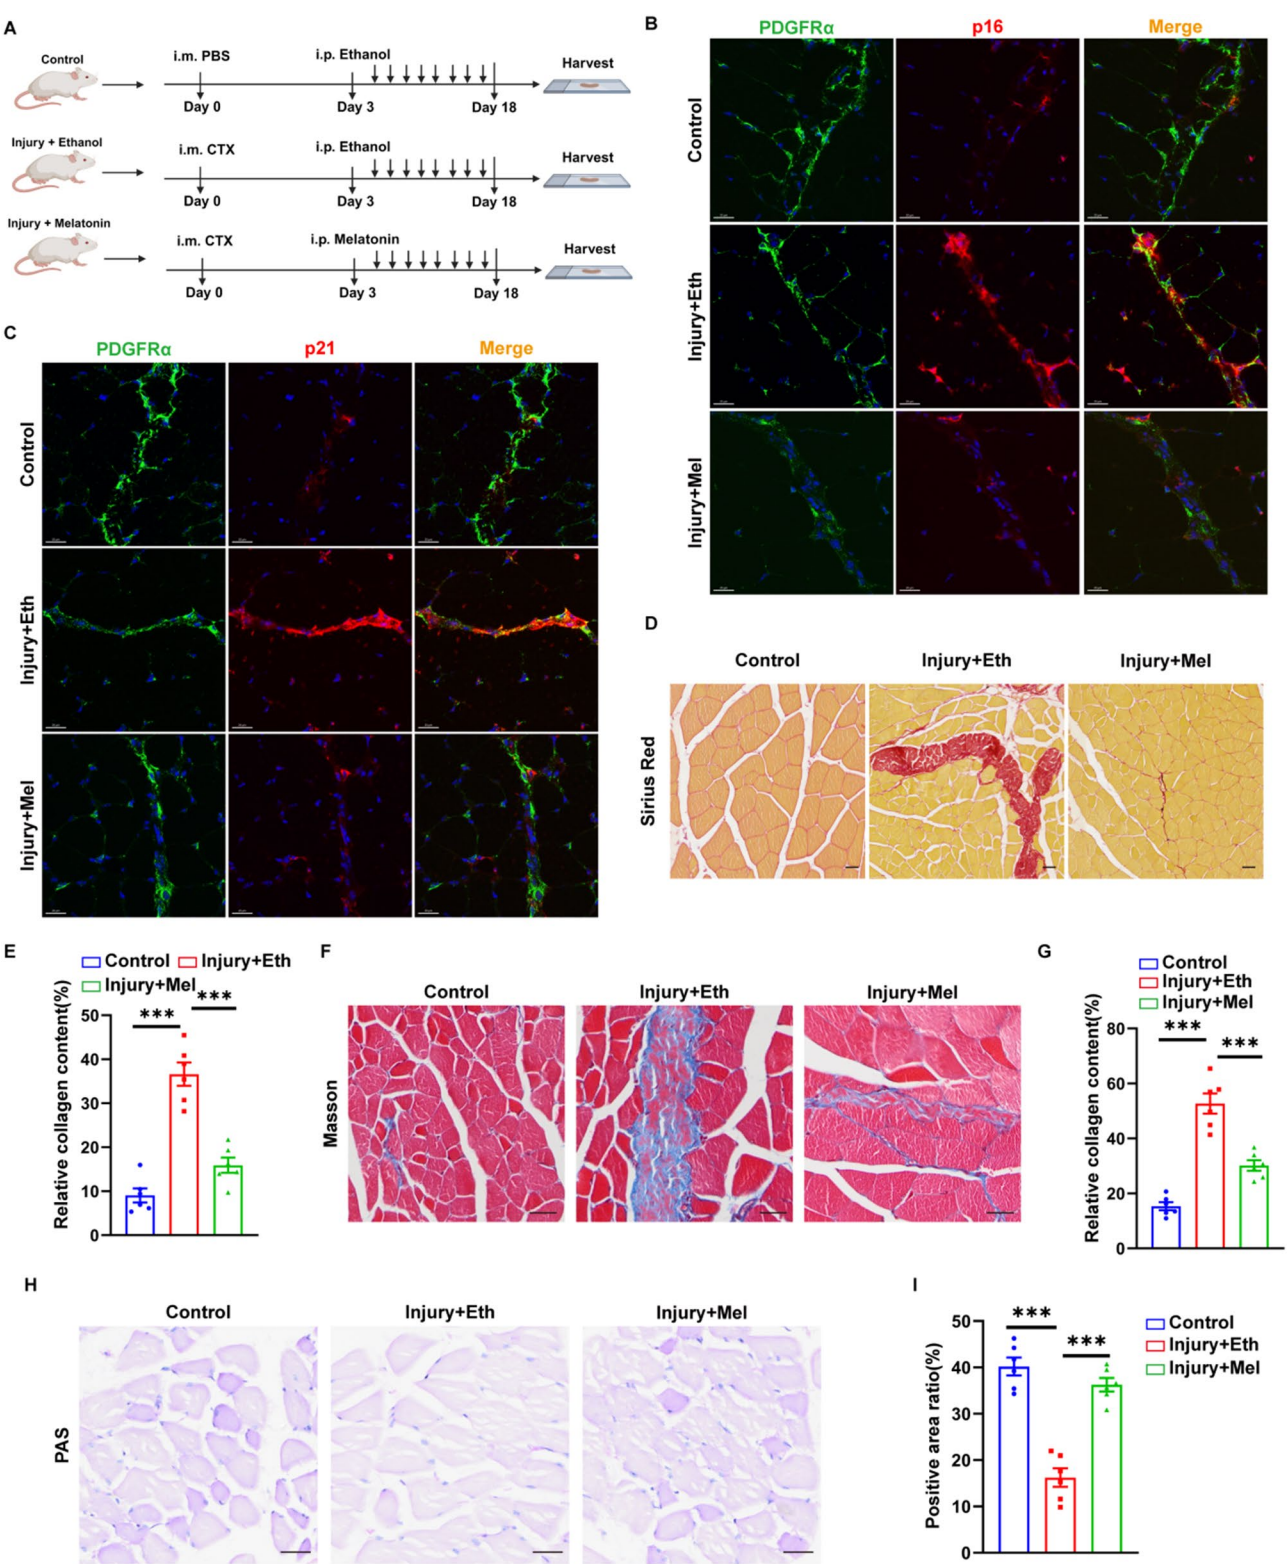 A
Control
i.m. PBS
i.p. Ethanol
Harvest
Day 0
Day 3
Day 18
Injury + Ethanol
i.m. CTX
i.p. Ethanol
Harvest
Day 0
Day 3
Day 18
Injury + Melatonin
i.m. CTX
i.p. Melatonin
Harvest
Day 0
Day 3
Day 18
B
PDGFRα p16 Merge
Control
Injury+Eth
Injury+Mel
C
PDGFRα p21 Merge
Control
Injury+Eth
Injury+Mel
D
Control Injury+Eth Injury+Mel
Sirius Red
E
Control Injury+Eth
Injury+Mel
*** ***
Relative collagen content(%)
50
40
30
20
10
0
F
Control Injury+Eth Injury+Mel
Masson
G
Control
Injury+Eth
Injury+Mel
*** ***
Relative collagen content(%)
80
60
40
20
0
H
Control Injury+Eth Injury+Mel
PAS
I
*** ***
Control
Injury+Eth
Injury+Mel
Positive area ratio(%)
50
40
30
20
10
0